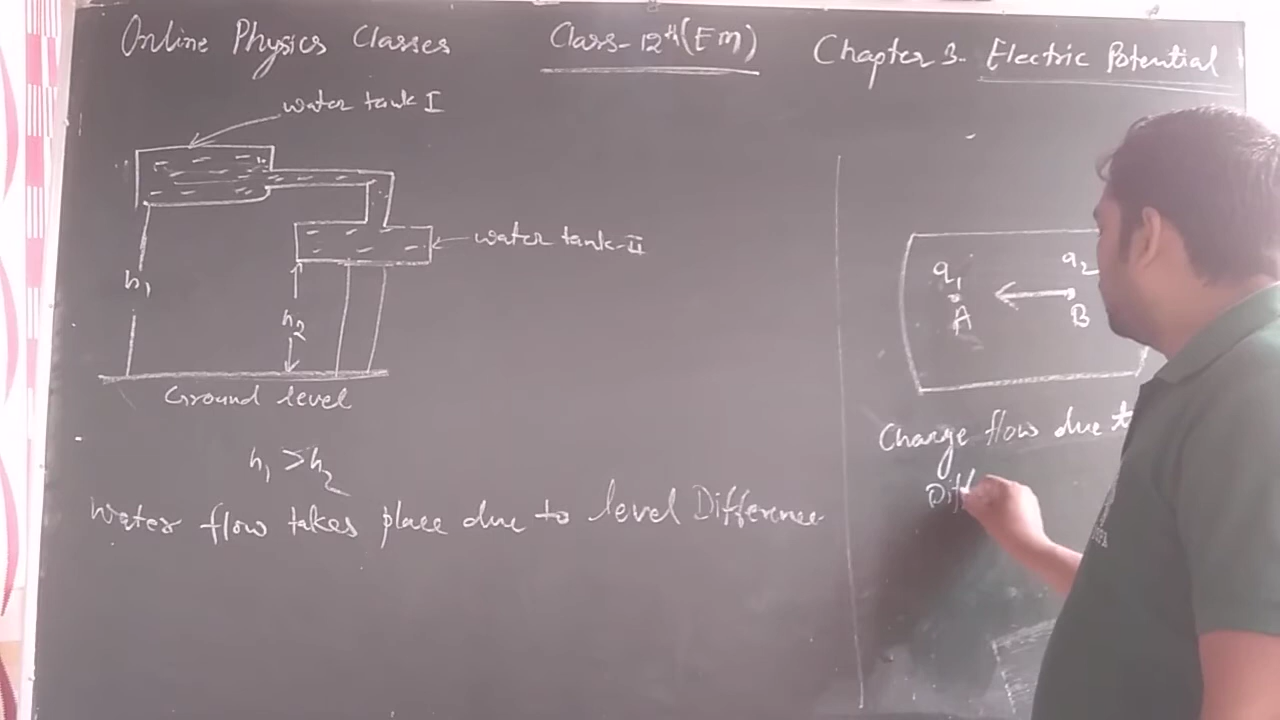 Online Physics Classes
Class-12th(EM)
Chapter 3. Electric Potential
water tank I
water tank-II
h1
h2
Ground level
h1 > h2
Water flow takes place due to level Difference
q1
q2
A
B
Charge flow due t
Diff